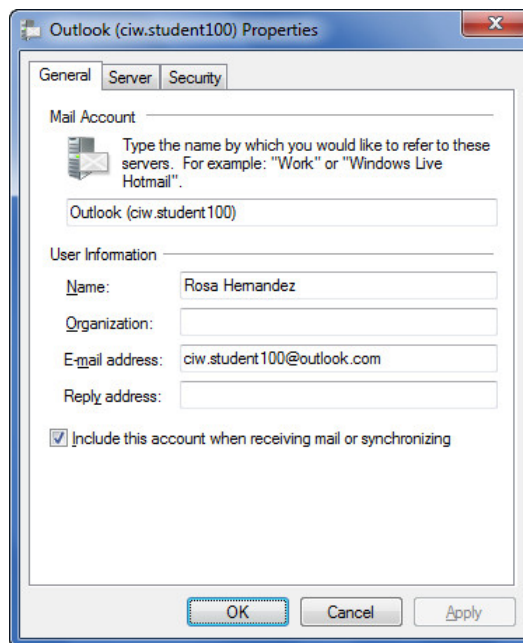 Outlook (ciw.student100) Properties
General Server Security
Mail Account
Type the name by which you would like to refer to these
servers. For example: "Work" or "Windows Live
Hotmail".
Outlook (ciw.student100)
User Information
Name: Rosa Hernandez
Organization:
E-mail address: ciw.student100@outlook.com
Reply address:
Include this account when receiving mail or synchronizing
OK Cancel Apply